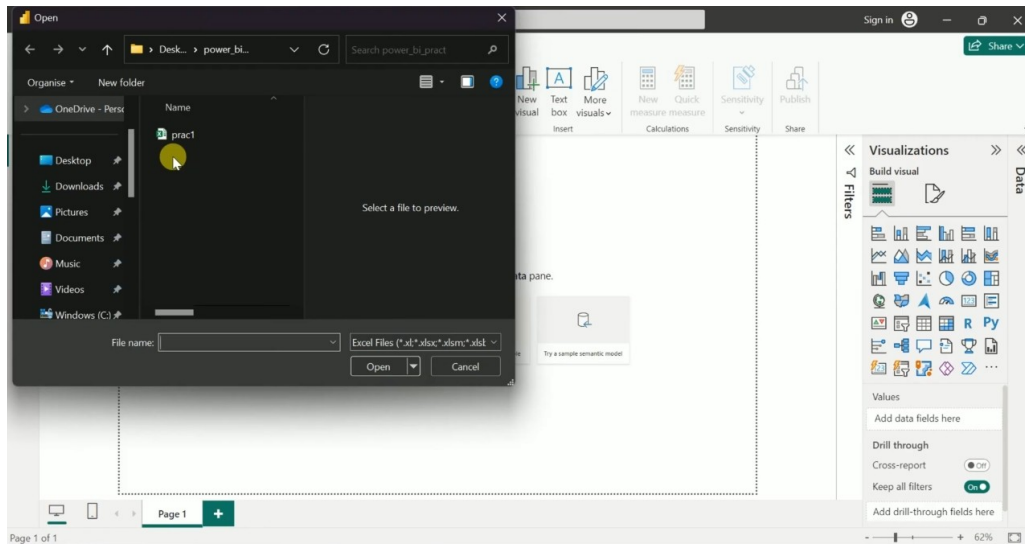 Open
Desk... > power_bi...
Search power_bi_pract
Organise
New folder
OneDrive - Perso
Name
prac1
Desktop
Downloads
Pictures
Documents
Music
Videos
Windows (C:)
Select a file to preview.
File name:
Excel Files (*.xl;*.xlsx;*.xlsm;*.xlsb
Open
Cancel
Sign in
Share
New visual
Text box
More visuals
Insert
New measure
Quick measure
Calculations
Sensitivity
Sensitivity
Publish
Share
ata pane.
Try a sample semantic model
Filters
Visualizations
Build visual
Data
123
R
Py
Values
Add data fields here
Drill through
Cross-report
Off
Keep all filters
On
Add drill-through fields here
Page 1
Page 1 of 1
62%